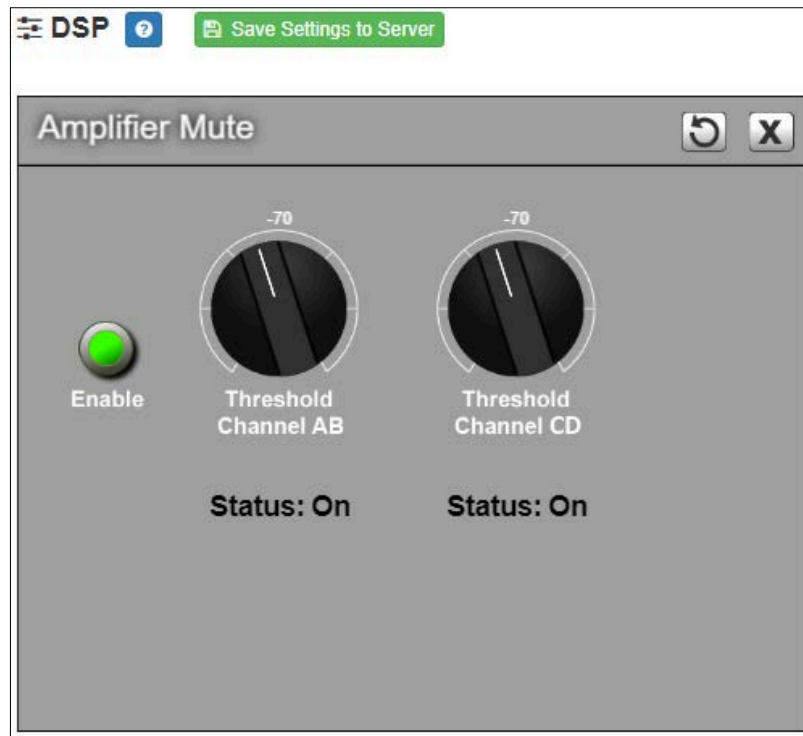 DSP ? Save Settings to Server
Amplifier Mute X
-70 -70
Enable
Threshold
Channel AB
Threshold
Channel CD
Status: On Status: On